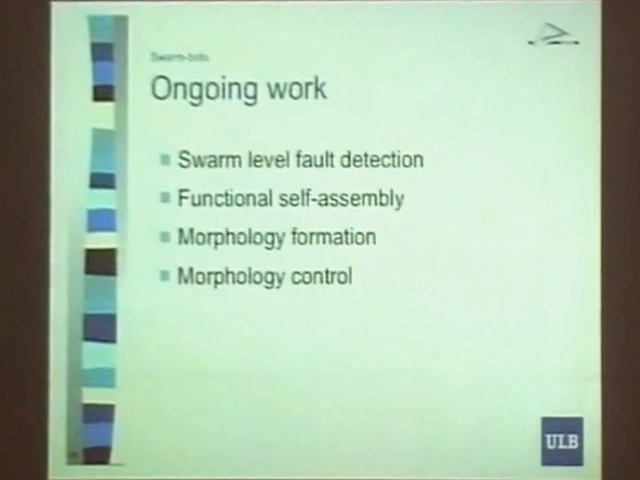 Swarm-bots
Ongoing work
Swarm level fault detection
Functional self-assembly
Morphology formation
Morphology control
ULB